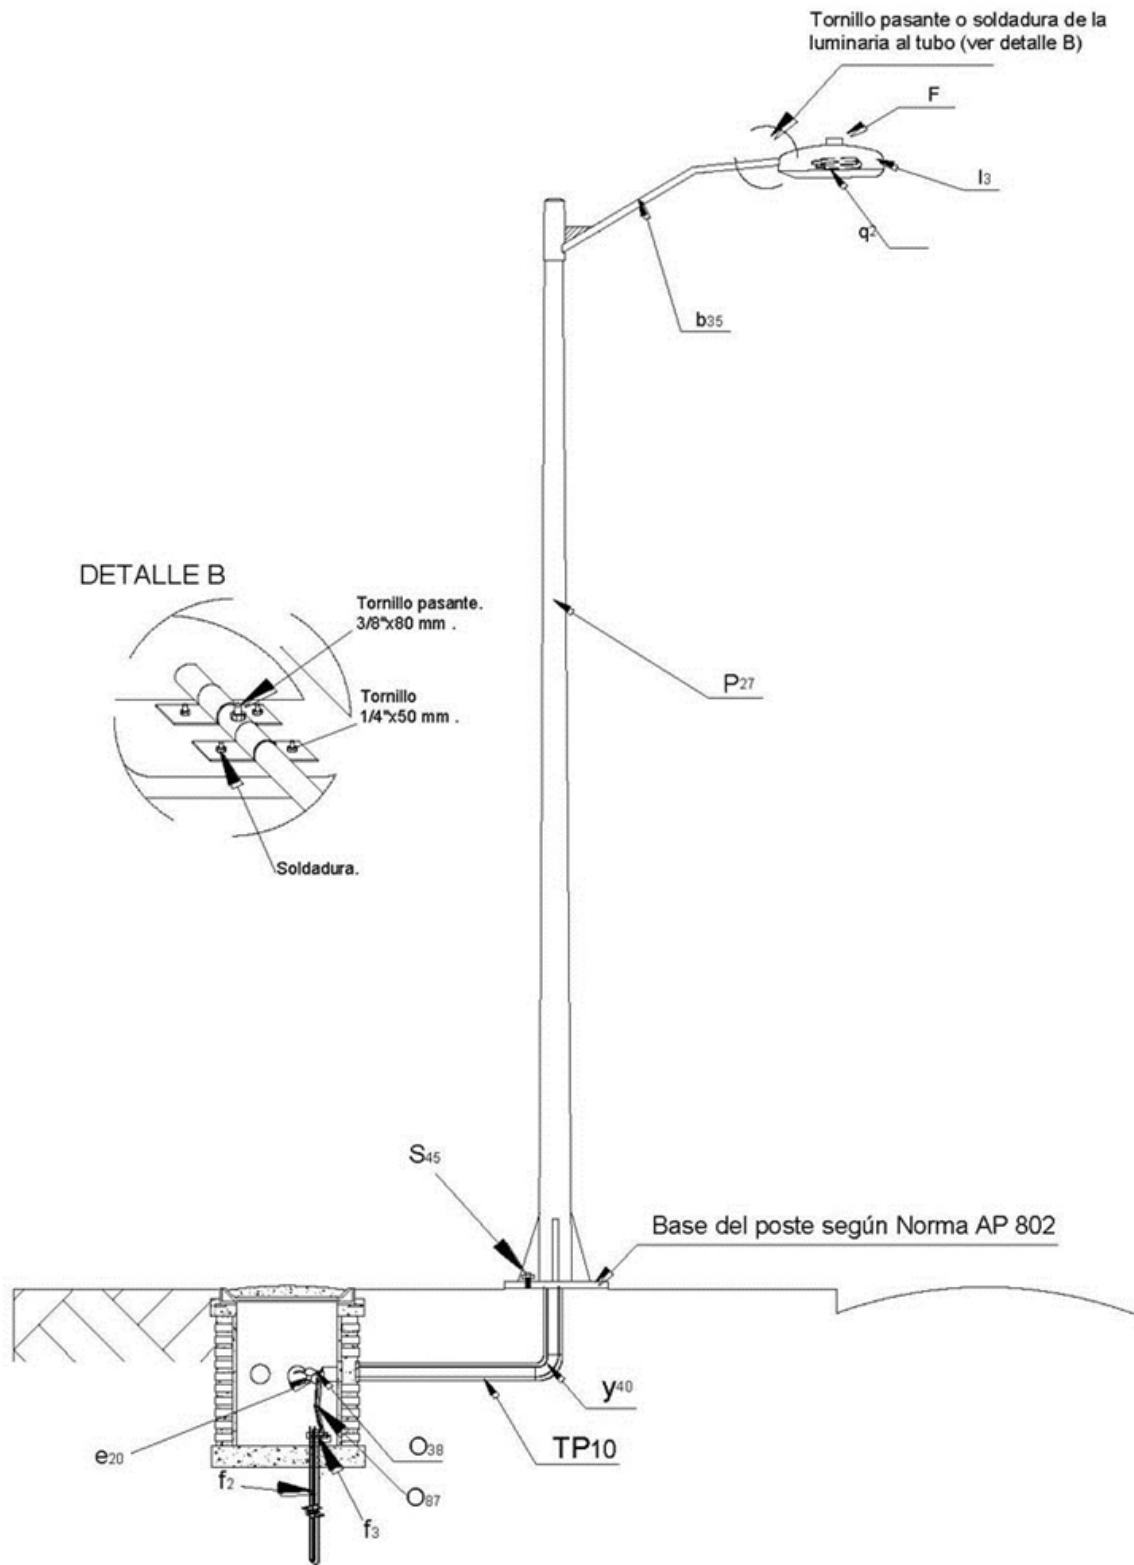 Tornillo pasante o soldadura de la
luminaria al tubo (ver detalle B)
F
l3
q2
b35
DETALLE B
Tornillo pasante.
3/8"x80 mm .
Tornillo
1/4"x50 mm .
P27
Soldadura.
S45
Base del poste según Norma AP 802
y40
e20
O38
TP10
f2
O87
f3